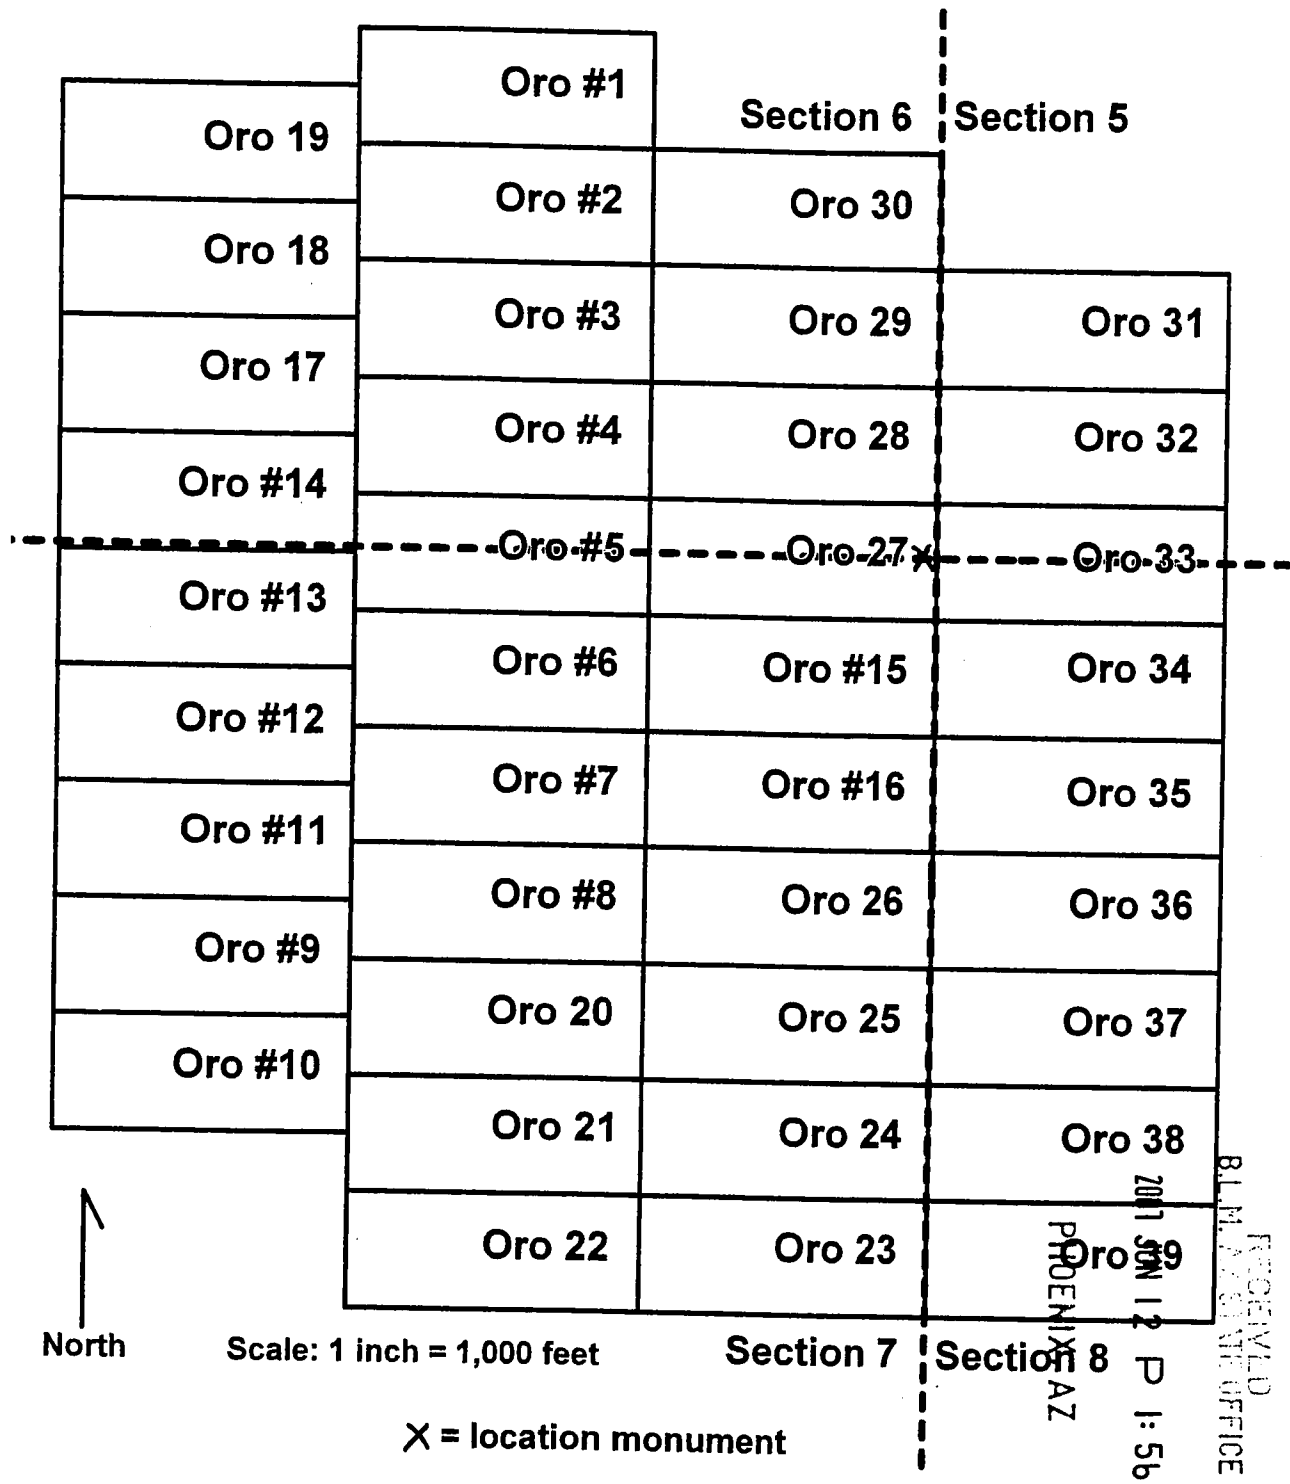 Oro #1
Section 6
Section 5
Oro 19
Oro #2
Oro 30
Oro 18
Oro #3
Oro 29
Oro 31
Oro 17
Oro #4
Oro 28
Oro 32
Oro #14
Oro #5
Oro 27
X
Oro 33
Oro #13
Oro #6
Oro #15
Oro 34
Oro #12
Oro #7
Oro #16
Oro 35
Oro #11
Oro #8
Oro 26
Oro 36
Oro #9
Oro 20
Oro 25
Oro 37
Oro #10
Oro 21
Oro 24
Oro 38
Oro 22
Oro 23
Oro 39
North
Scale: 1 inch = 1,000 feet
Section 7
Section 8
X = location monument
RECEIVED
B.L.M. AZ STATE OFFICE
JUN 12 P 1:56
PHOENIX, AZ